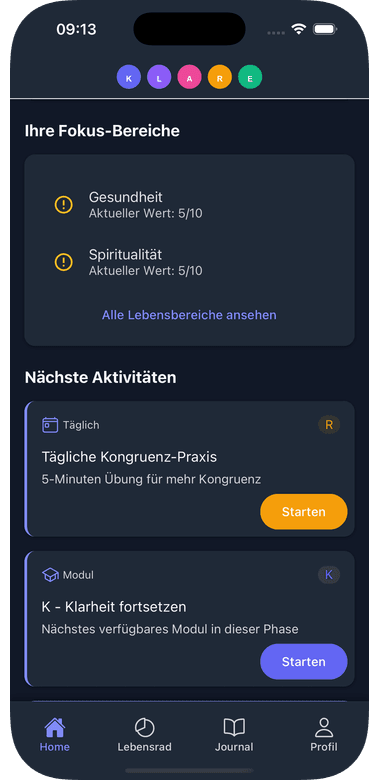 09:13
K L A R E
Ihre Fokus-Bereiche
Gesundheit
Aktueller Wert: 5/10
Spiritualität
Aktueller Wert: 5/10
Alle Lebensbereiche ansehen
Nächste Aktivitäten
Täglich R
Tägliche Kongruenz-Praxis
5-Minuten Übung für mehr Kongruenz
Starten
Modul K
K - Klarheit fortsetzen
Nächstes verfügbares Modul in dieser Phase
Starten
Home Lebensrad Journal Profil